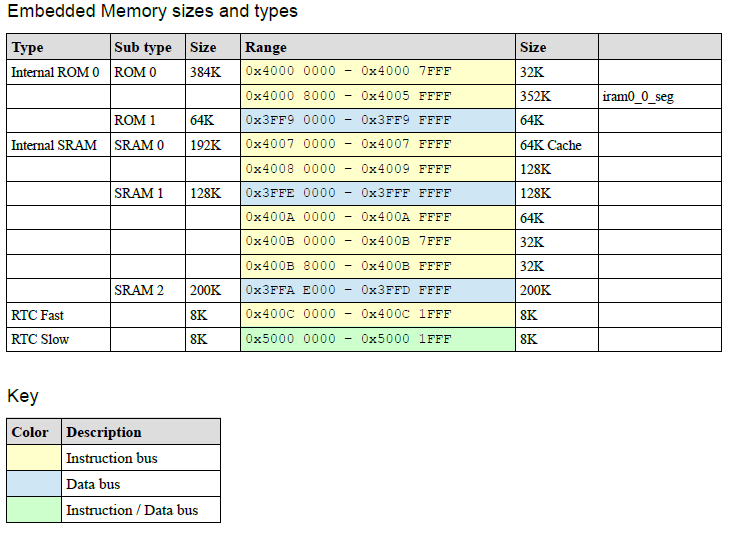 Embedded Memory sizes and types
Type Sub type Size Range Size
Internal ROM 0 ROM 0 384K 0x4000 0000 – 0x4000 7FFF 32K
0x4000 8000 – 0x4005 FFFF 352K iram0_0_seg
ROM 1 64K 0x3FF9 0000 – 0x3FF9 FFFF 64K
Internal SRAM SRAM 0 192K 0x4007 0000 – 0x4007 FFFF 64K Cache
0x4008 0000 – 0x4009 FFFF 128K
SRAM 1 128K 0x3FFE 0000 – 0x3FFF FFFF 128K
0x400A 0000 – 0x400A FFFF 64K
0x400B 0000 – 0x400B 7FFF 32K
0x400B 8000 – 0x400B FFFF 32K
SRAM 2 200K 0x3FFA E000 – 0x3FFD FFFF 200K
RTC Fast 8K 0x400C 0000 – 0x400C 1FFF 8K
RTC Slow 8K 0x5000 0000 – 0x5000 1FFF 8K
Key
Color Description
Instruction bus
Data bus
Instruction / Data bus